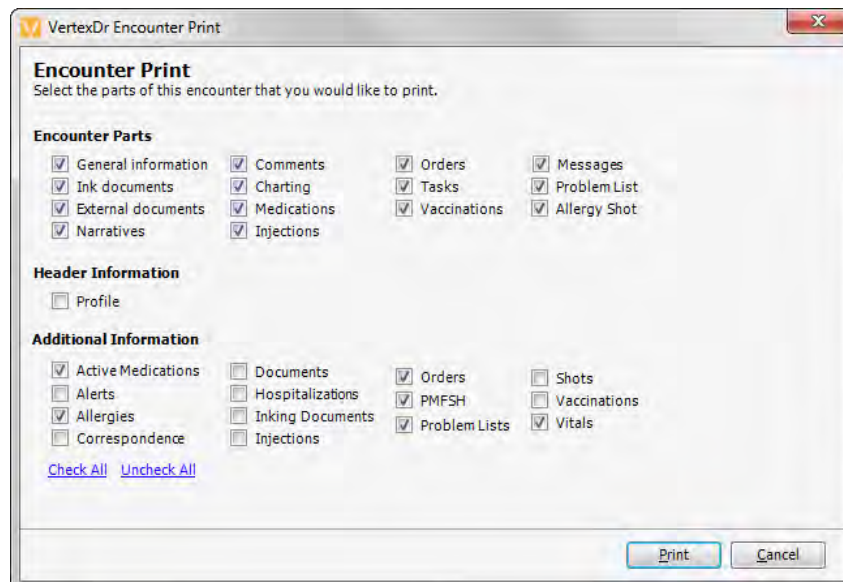 VertexDr Encounter Print
Encounter Print
Select the parts of this encounter that you would like to print.
Encounter Parts
General information Comments Orders Messages
Ink documents Charting Tasks Problem List
External documents Medications Vaccinations Allergy Shot
Narratives Injections
Header Information
Profile
Additional Information
Active Medications Documents Orders Shots
Alerts Hospitalizations PMFSH Vaccinations
Allergies Inking Documents Problem Lists Vitals
Correspondence Injections
Check All Uncheck All
Print Cancel